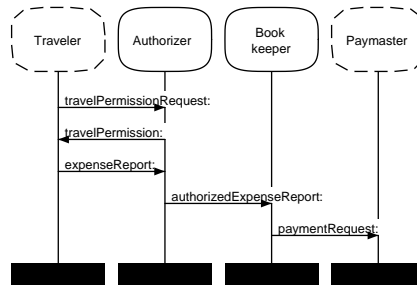 Traveler
Authorizer
Book
keeper
Paymaster
travelPermissionRequest:
travelPermission:
expenseReport:
authorizedExpenseReport:
paymentRequest: